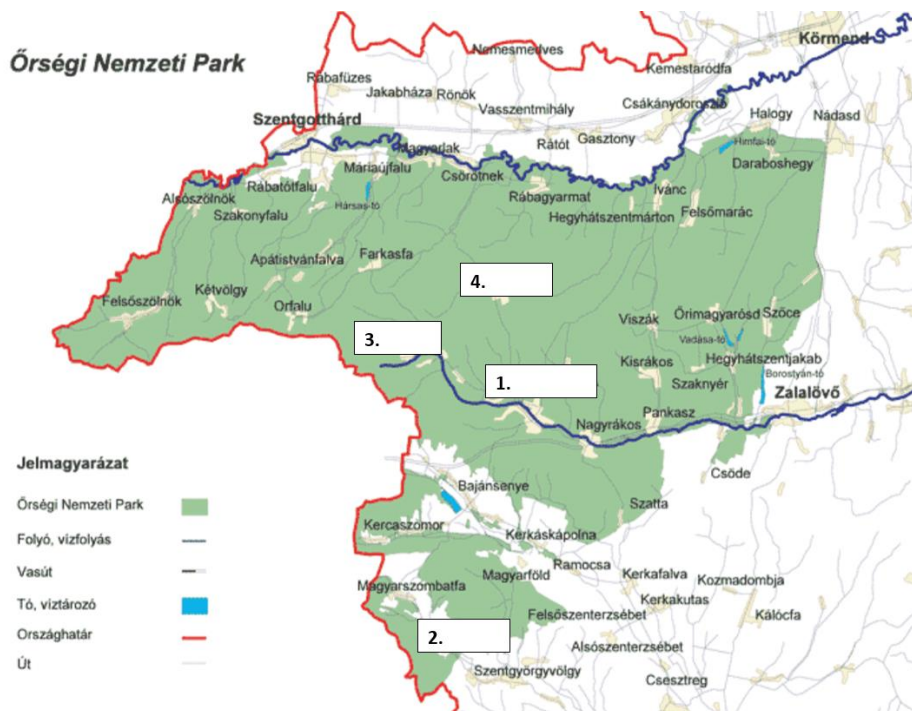 Őrségi Nemzeti Park
Körmend
Nemesmedves
Kemestaródfa
Rábafüzes
Jakabháza
Rönök
Vasszentmihály
Csákánydoroszló
Halogy
Nádasd
Szentgotthárd
Rátót
Gasztony
Himfai-tó
Magyarlak
Daraboshegy
Máriaújfalu
Csörötnek
Rábatótfalu
Rábagyarmat
Ivánc
Alsószölnök
Hársas-tó
Szakonyfalu
Hegyhátszentmárton
Felsőmarác
Apátistvánfalva
Farkasfa
4.
Felsőszölnök
Kétvölgy
Orfalu
Viszák
Őrimagyarósd
Szőce
3.
Vadása-tó
Kisrákos
Hegyhátszentjakab
Borostyán-tó
1.
Szaknyér
Zalalövő
Nagyrákos
Pankasz
Csöde
Jelmagyarázat
Bajánsenye
Őrségi Nemzeti Park
Szatta
Kercaszomor
Folyó, vízfolyás
Kerkáskápolna
Ramocsa
Vasút
Magyarföld
Kerkafalva
Kozmadombja
Magyarszombatfa
Kerkakutas
Tó, víztározó
Felsőszenterzsébet
Kálócfa
Országhatár
2.
Alsószenterzsébet
Út
Szentgyörgyvölgy
Csesztreg